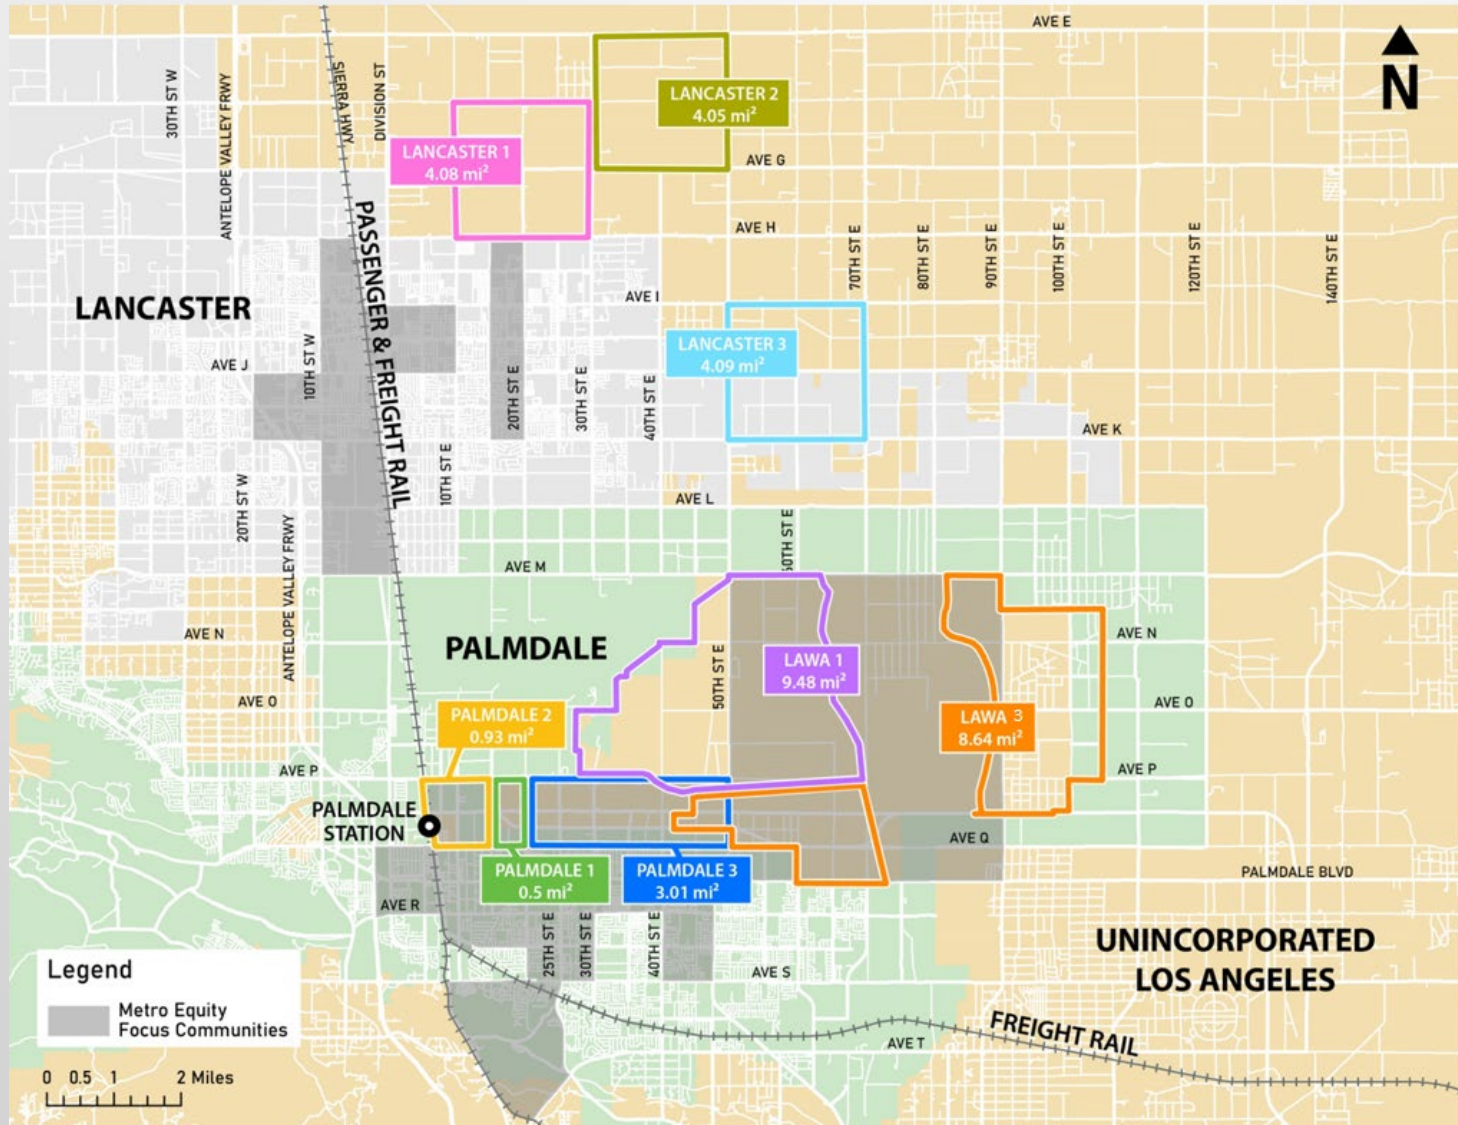 AVE E
N
30TH ST W
ANTELOPE VALLEY FRWY
SIERRA HWY
DIVISION ST
LANCASTER 2
4.05 mi²
LANCASTER 1
4.08 mi²
AVE G
AVE H
PASSENGER & FREIGHT RAIL
70TH ST E
80TH ST E
90TH ST E
100TH ST E
120TH ST E
140TH ST E
LANCASTER
AVE I
LANCASTER 3
4.09 mi²
AVE J
10TH ST W
20TH ST E
30TH ST E
40TH ST E
AVE K
20TH ST W
10TH ST E
AVE L
ANTELOPE VALLEY FRWY
60TH ST E
AVE M
AVE N
PALMDALE
AVE N
50TH ST E
LAWA 1
9.48 mi²
AVE O
AVE O
PALMDALE 2
0.93 mi²
LAWA 3
8.64 mi²
AVE P
AVE P
PALMDALE
STATION
AVE Q
PALMDALE 1
0.5 mi²
PALMDALE 3
3.01 mi²
PALMDALE BLVD
AVE R
25TH ST E
30TH ST E
40TH ST E
UNINCORPORATED
LOS ANGELES
AVE S
Legend
Metro Equity
Focus Communities
FREIGHT RAIL
AVE T
0 0.5 1 2 Miles